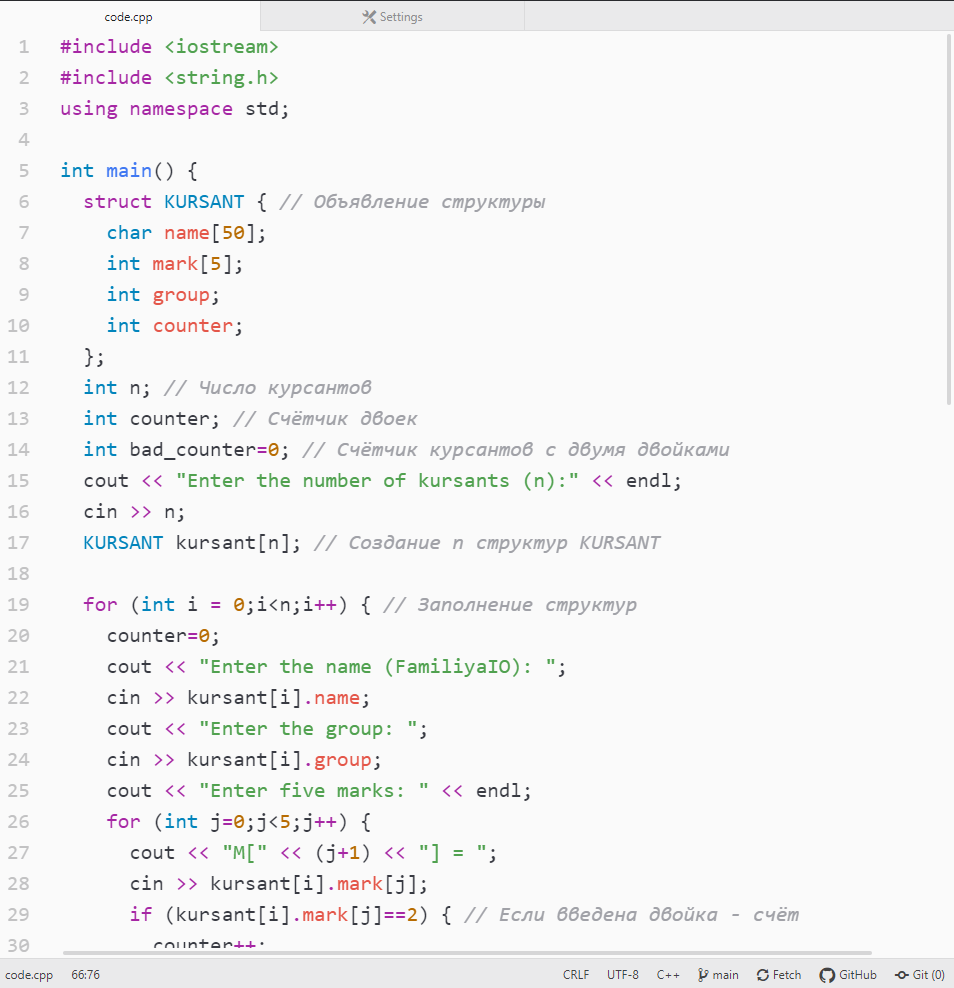 code.cpp Settings
1 #include <iostream>
2 #include <string.h>
3 using namespace std;
4
5 int main() {
6 struct KURSANT { // Объявление структуры
7 char name[50];
8 int mark[5];
9 int group;
10 int counter;
11 };
12 int n; // Число курсантов
13 int counter; // Счётчик двоек
14 int bad_counter=0; // Счётчик курсантов с двумя двойками
15 cout << "Enter the number of kursants (n):" << endl;
16 cin >> n;
17 KURSANT kursant[n]; // Создание n структур KURSANT
18
19 for (int i = 0;i<n;i++) { // Заполнение структур
20 counter=0;
21 cout << "Enter the name (FamiliyaIO): ";
22 cin >> kursant[i].name;
23 cout << "Enter the group: ";
24 cin >> kursant[i].group;
25 cout << "Enter five marks: " << endl;
26 for (int j=0;j<5;j++) {
27 cout << "M[" << (j+1) << "] = ";
28 cin >> kursant[i].mark[j];
29 if (kursant[i].mark[j]==2) { // Если введена двойка - счёт
30 counter++;
code.cpp 66:76 CRLF UTF-8 C++ main Fetch GitHub Git (0)